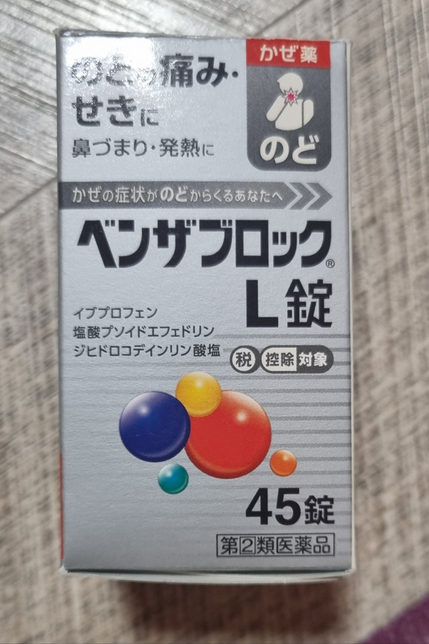 のどの痛み・
せきに
鼻づまり・発熱に
かぜ薬
のど
かぜの症状がのどからくるあなたへ
ベンザブロック®
L錠
イブプロフェン
塩酸プソイドエフェドリン
ジヒドロコデインリン酸塩
税 控除対象
45錠
第②類医薬品